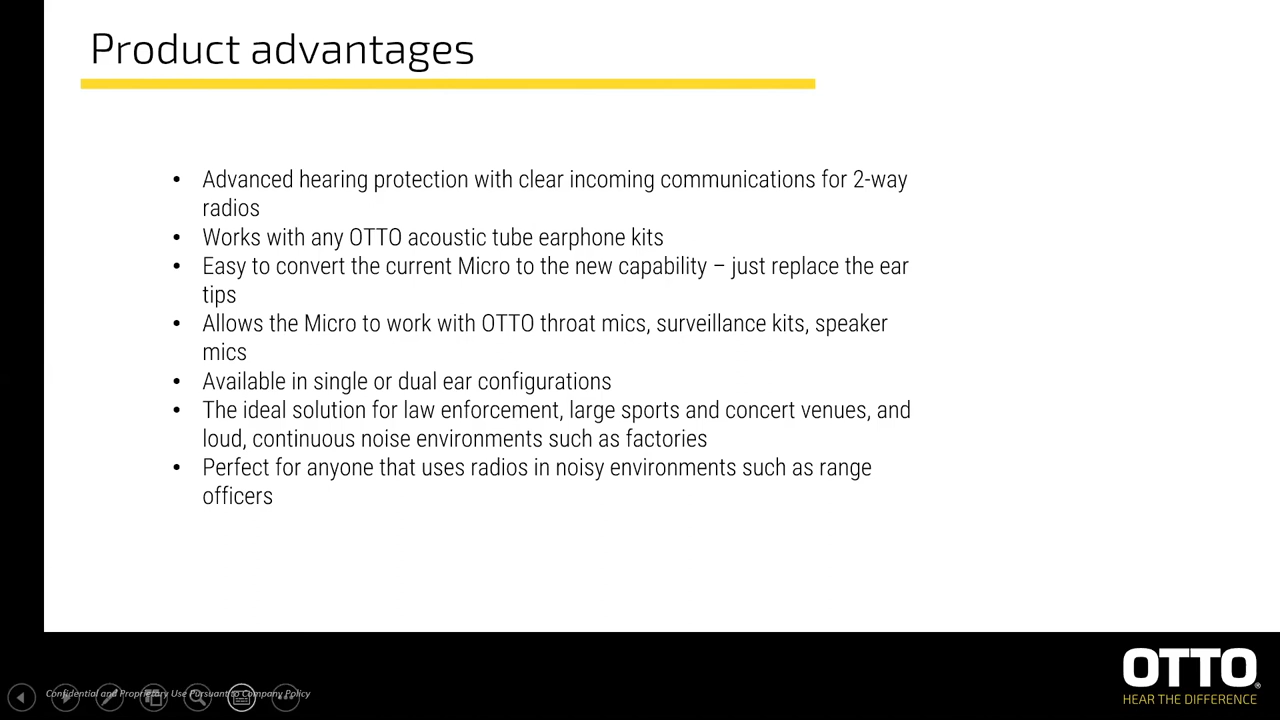 Product advantages
• Advanced hearing protection with clear incoming communications for 2-way
radios
• Works with any OTTO acoustic tube earphone kits
• Easy to convert the current Micro to the new capability – just replace the ear
tips
• Allows the Micro to work with OTTO throat mics, surveillance kits, speaker
mics
• Available in single or dual ear configurations
• The ideal solution for law enforcement, large sports and concert venues, and
loud, continuous noise environments such as factories
• Perfect for anyone that uses radios in noisy environments such as range
officers
OTTO®
HEAR THE DIFFERENCE
Confidential and Proprietary Use Pursuant to Company Policy